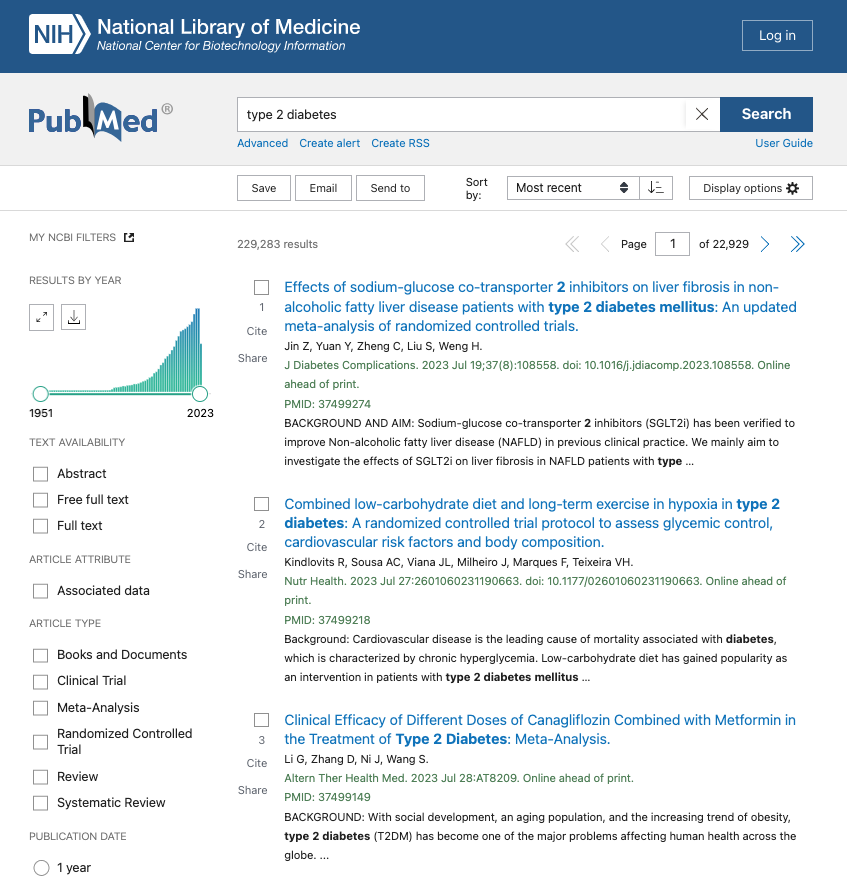 NIH National Library of Medicine
National Center for Biotechnology Information
Log in
PubMed®
type 2 diabetes
Search
Advanced Create alert Create RSS
User Guide
Save Email Send to
Sort by:
Most recent
Display options
MY NCBI FILTERS
RESULTS BY YEAR
1951 2023
TEXT AVAILABILITY
Abstract
Free full text
Full text
ARTICLE ATTRIBUTE
Associated data
ARTICLE TYPE
Books and Documents
Clinical Trial
Meta-Analysis
Randomized Controlled
Trial
Review
Systematic Review
PUBLICATION DATE
1 year
229,283 results
Page 1 of 22,929
1
Cite
Share
Effects of sodium-glucose co-transporter 2 inhibitors on liver fibrosis in non-
alcoholic fatty liver disease patients with type 2 diabetes mellitus: An updated
meta-analysis of randomized controlled trials.
Jin Z, Yuan Y, Zheng C, Liu S, Weng H.
J Diabetes Complications. 2023 Jul 19;37(8):108558. doi: 10.1016/j.jdiacomp.2023.108558. Online
ahead of print.
PMID: 37499274
BACKGROUND AND AIM: Sodium-glucose co-transporter 2 inhibitors (SGLT2i) has been verified to
improve Non-alcoholic fatty liver disease (NAFLD) in previous clinical practice. We mainly aim to
investigate the effects of SGLT2i on liver fibrosis in NAFLD patients with type ...
2
Cite
Share
Combined low-carbohydrate diet and long-term exercise in hypoxia in type 2
diabetes: A randomized controlled trial protocol to assess glycemic control,
cardiovascular risk factors and body composition.
Kindlovits R, Sousa AC, Viana JL, Milheiro J, Marques F, Teixeira VH.
Nutr Health. 2023 Jul 27:2601060231190663. doi: 10.1177/02601060231190663. Online ahead of
print.
PMID: 37499218
Background: Cardiovascular disease is the leading cause of mortality associated with diabetes,
which is characterized by chronic hyperglycemia. Low-carbohydrate diet has gained popularity as
an intervention in patients with type 2 diabetes mellitus ...
3
Cite
Share
Clinical Efficacy of Different Doses of Canagliflozin Combined with Metformin in
the Treatment of Type 2 Diabetes: Meta-Analysis.
Li G, Zhang D, Ni J, Wang S.
Altern Ther Health Med. 2023 Jul 28:AT8209. Online ahead of print.
PMID: 37499149
BACKGROUND: With social development, an aging population, and the increasing trend of obesity,
type 2 diabetes (T2DM) has become one of the major problems affecting human health across the
globe. ...